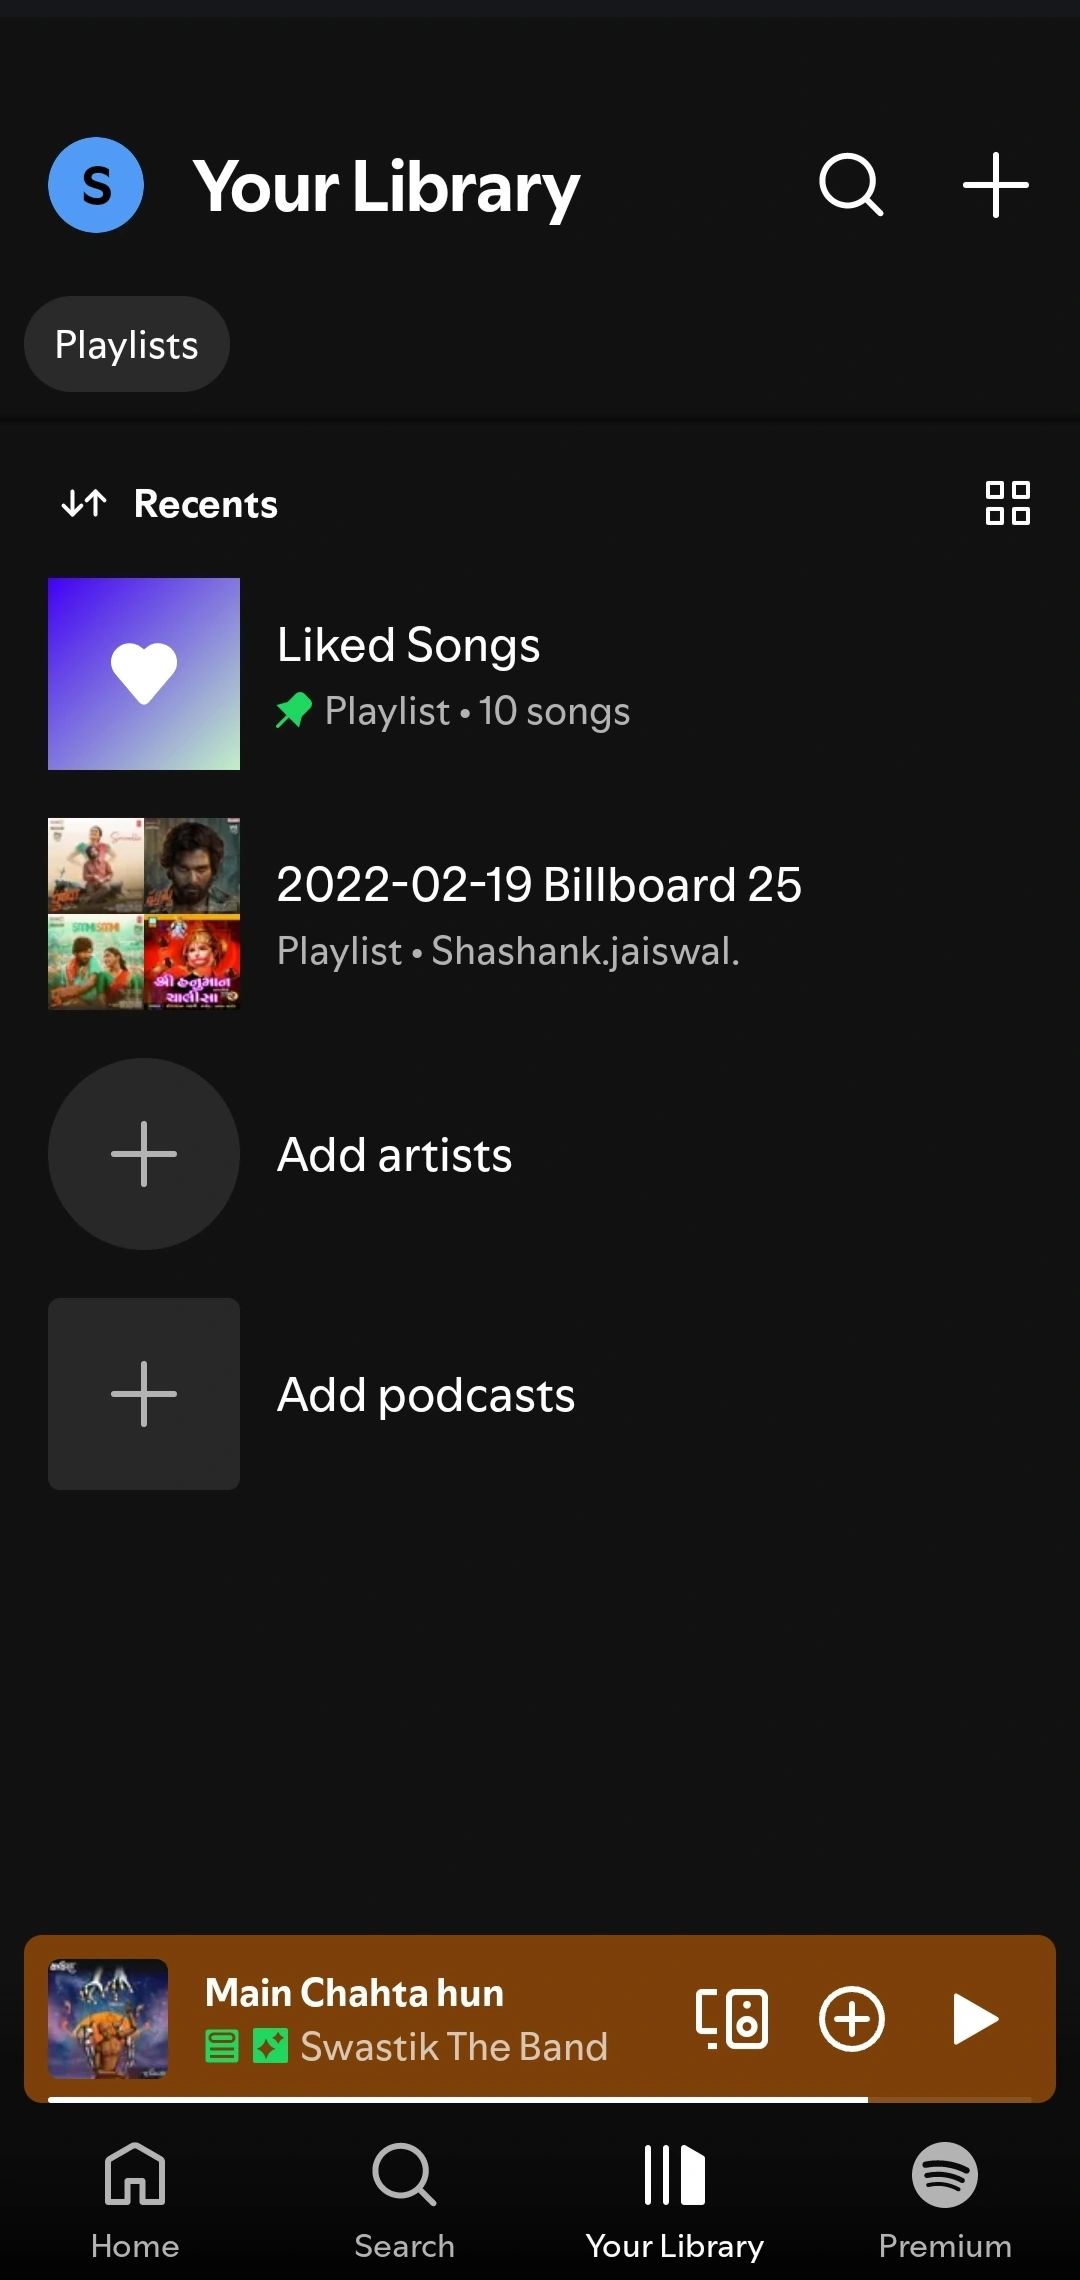 S
Your Library
Playlists
Recents
Liked Songs
Playlist • 10 songs
2022-02-19 Billboard 25
Playlist • Shashank.jaiswal.
શ્રી હનુમાન
ચાલીસા
Add artists
Add podcasts
Main Chahta hun
Swastik The Band
Home
Search
Your Library
Premium